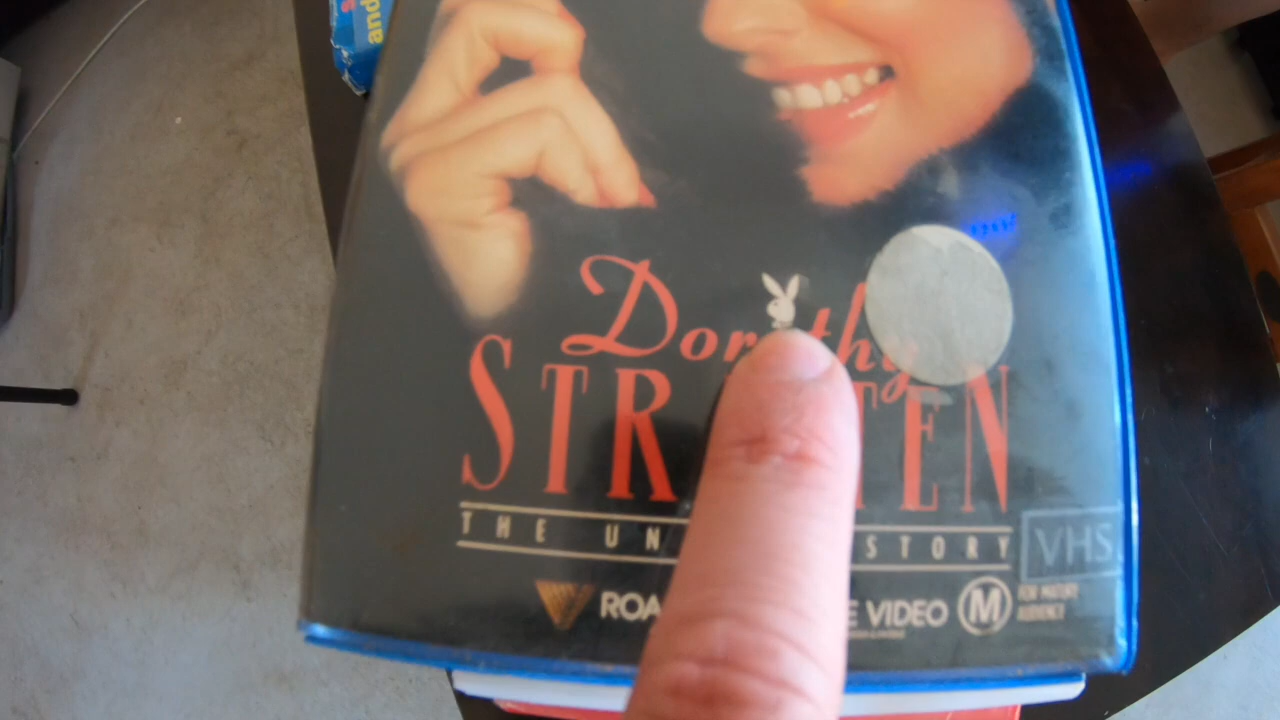 and
Dor thy
STR TEN
THE UN STORY
VHS
ROA E VIDEO M FOR MATURE AUDIENCE